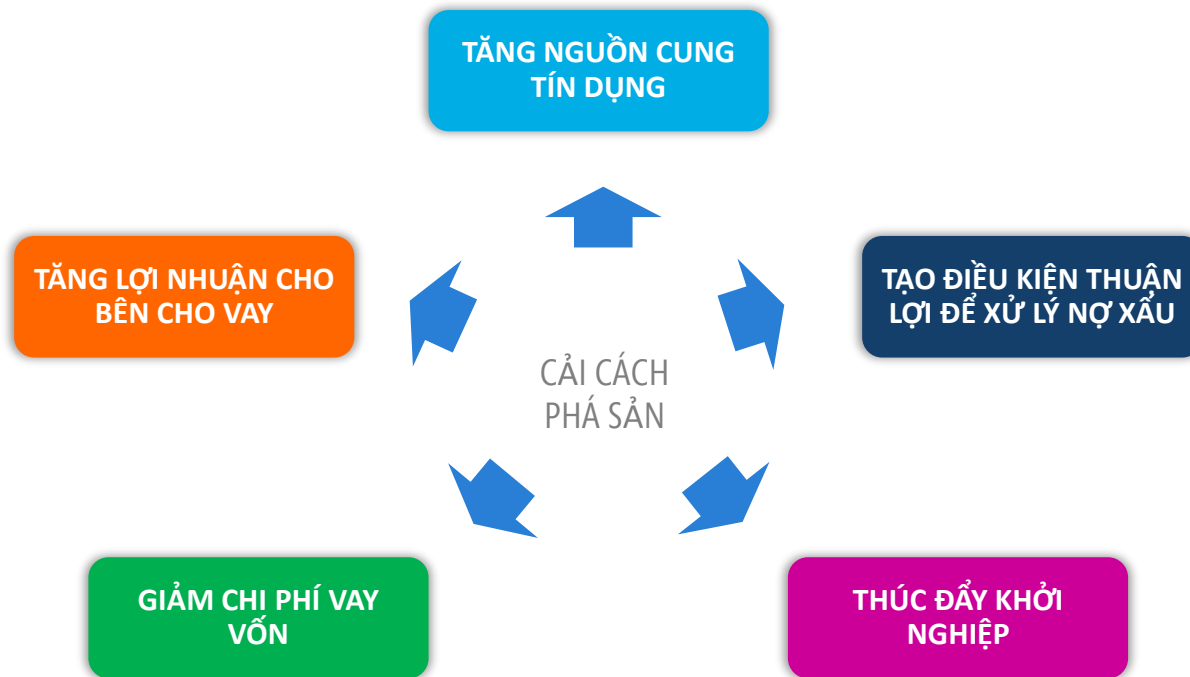 TĂNG NGUỒN CUNG
TÍN DỤNG
TĂNG LỢI NHUẬN CHO
BÊN CHO VAY
TẠO ĐIỀU KIỆN THUẬN
LỢI ĐỂ XỬ LÝ NỢ XẤU
CẢI CÁCH
PHÁ SẢN
GIẢM CHI PHÍ VAY
VỐN
THÚC ĐẨY KHỞI
NGHIỆP